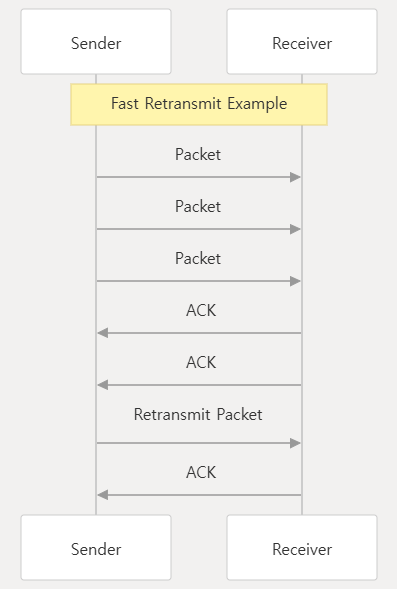 Sender
Receiver
Fast Retransmit Example
Packet
Packet
Packet
ACK
ACK
Retransmit Packet
ACK
Sender
Receiver